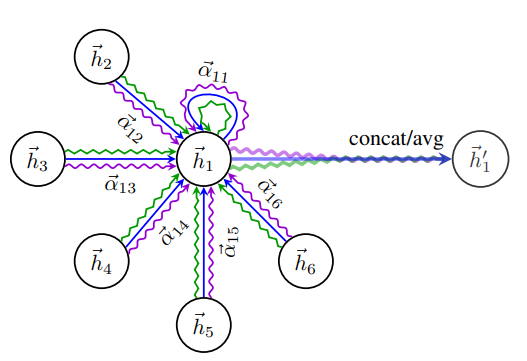 h⃗₂
α⃗₁₁
α⃗₁₂
concat/avg
h⃗₃
h⃗₁
h⃗′₁
α⃗₁₃
α⃗₁₆
α⃗₁₄
α⃗₁₅
h⃗₄
h⃗₆
h⃗₅